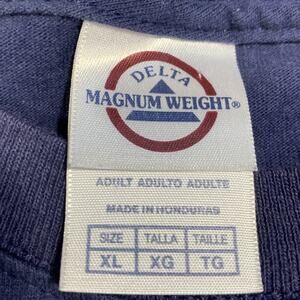 DELTA
MAGNUM WEIGHT®
ADULT ADULTO ADULTE
MADE IN HONDURAS
SIZE TALLA TAILLE
XL XG TG